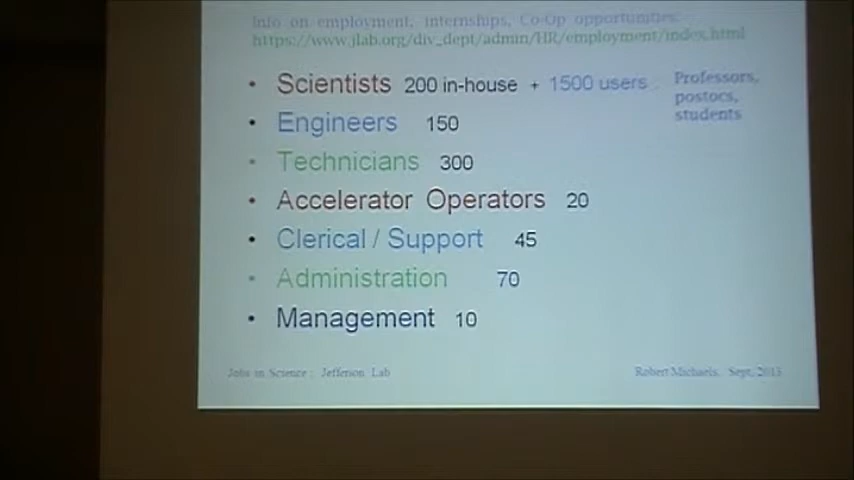 Info on employment, internships, Co-Op opportunities:
https://www.jlab.org/div_dept/admin/HR/employment/index.html
• Scientists 200 in-house + 1500 users : Professors, postocs, students
• Engineers 150
• Technicians 300
• Accelerator Operators 20
• Clerical / Support 45
• Administration 70
• Management 10
Jobs in Science : Jefferson Lab
Robert Michaels. Sept, 2013